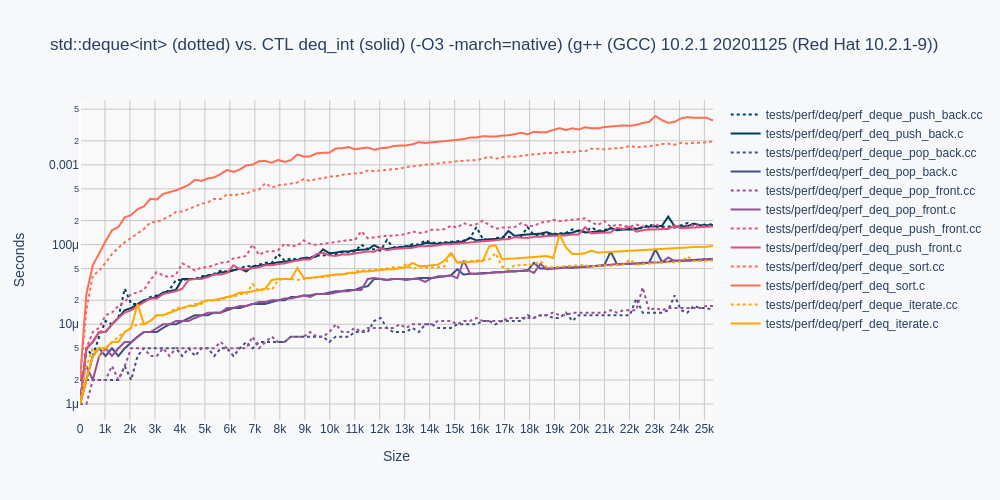 std::deque<int> (dotted) vs. CTL deq_int (solid) (-O3 -march=native) (g++ (GCC) 10.2.1 20201125 (Red Hat 10.2.1-9))
Seconds
5
2
0.001
5
2
100μ
5
2
10μ
5
2
1μ
0 1k 2k 3k 4k 5k 6k 7k 8k 9k 10k 11k 12k 13k 14k 15k 16k 17k 18k 19k 20k 21k 22k 23k 24k 25k
Size
tests/perf/deq/perf_deque_push_back.cc
tests/perf/deq/perf_deq_push_back.c
tests/perf/deq/perf_deque_pop_back.cc
tests/perf/deq/perf_deq_pop_back.c
tests/perf/deq/perf_deque_pop_front.cc
tests/perf/deq/perf_deq_pop_front.c
tests/perf/deq/perf_deque_push_front.cc
tests/perf/deq/perf_deq_push_front.c
tests/perf/deq/perf_deque_sort.cc
tests/perf/deq/perf_deq_sort.c
tests/perf/deq/perf_deque_iterate.cc
tests/perf/deq/perf_deq_iterate.c